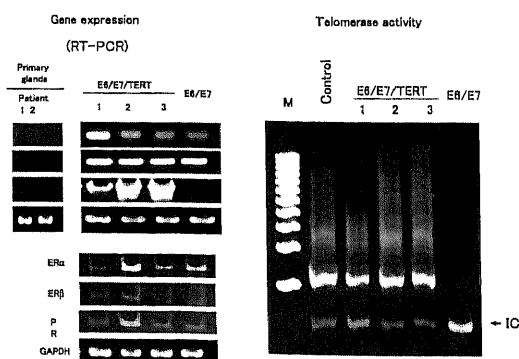 Gene expression
(RT-PCR)
Telomerase activity
Primary
glands
Patient
1 2
E6/E7/TERT
E6/E7
1 2 3
M
Control
E6/E7/TERT
E6/E7
1 2 3
ERα
ERβ
P
R
GAPDH
← IC